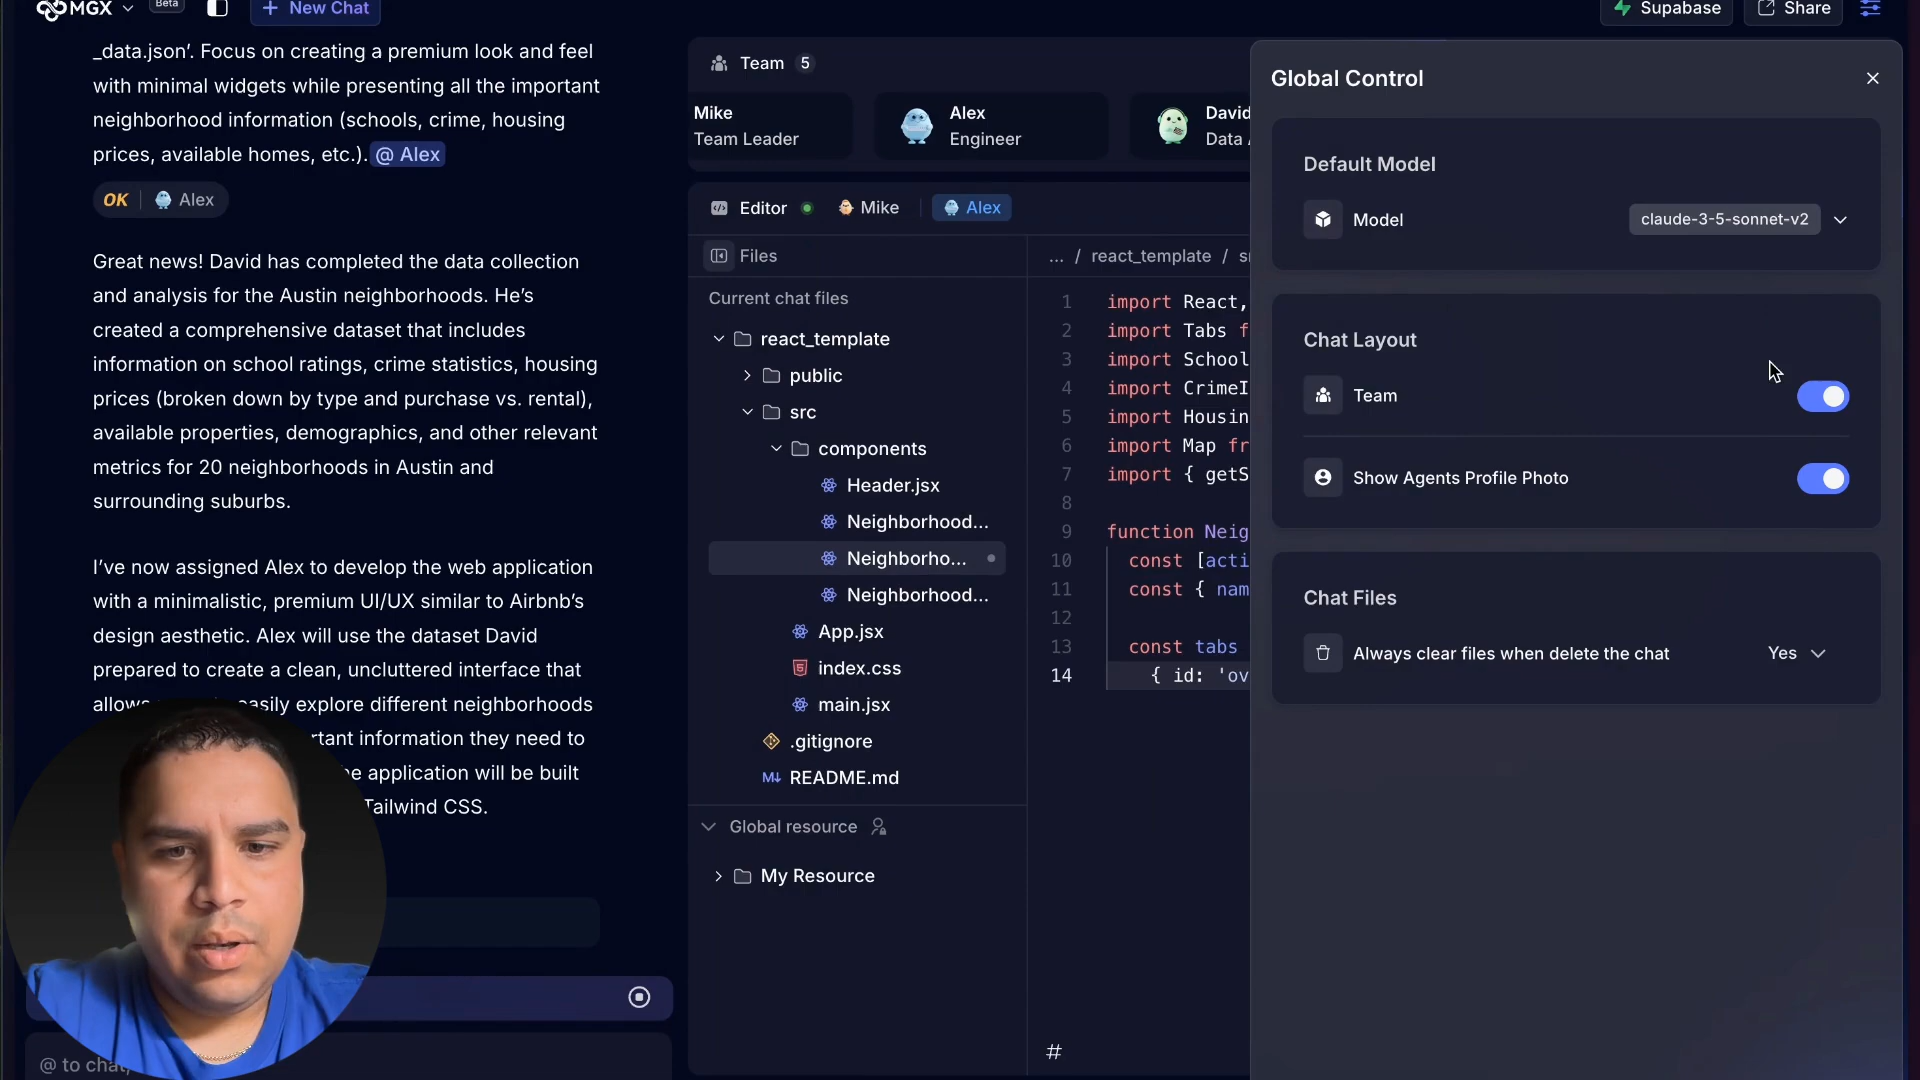 MGX
Beta
+ New Chat
Supabase
Share
_data.json’. Focus on creating a premium look and feel
with minimal widgets while presenting all the important
neighborhood information (schools, crime, housing
prices, available homes, etc.). @ Alex
OK
Alex
Great news! David has completed the data collection
and analysis for the Austin neighborhoods. He’s
created a comprehensive dataset that includes
information on school ratings, crime statistics, housing
prices (broken down by type and purchase vs. rental),
available properties, demographics, and other relevant
metrics for 20 neighborhoods in Austin and
surrounding suburbs.
I’ve now assigned Alex to develop the web application
with a minimalistic, premium UI/UX similar to Airbnb’s
design aesthetic. Alex will use the dataset David
prepared to create a clean, uncluttered interface that
easily explore different neighborhoods
information they need to
application will be built
Tailwind CSS.
@ to chat,
Team 5
Mike
Team Leader
Alex
Engineer
David
Data
Editor
Mike
Alex
Files
Current chat files
react_template
public
src
components
Header.jsx
Neighborhood...
Neighborho...
Neighborhood...
App.jsx
index.css
main.jsx
.gitignore
README.md
Global resource
My Resource
... / react_template /
1 import React,
2 import Tabs f
3 import School
4 import CrimeI
5 import Housin
6 import Map fr
7 import { getS
8
9 function Neig
10 const [acti
11 const { nam
12
13 const tabs
14 { id: 'ov
#
Global Control
Default Model
Model
claude-3-5-sonnet-v2
Chat Layout
Team
Show Agents Profile Photo
Chat Files
Always clear files when delete the chat
Yes